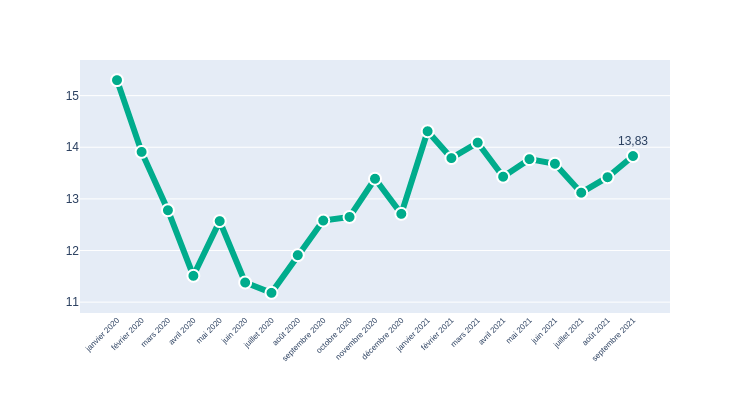 15
14
13
12
11
13,83
janvier 2020
février 2020
mars 2020
avril 2020
mai 2020
juin 2020
juillet 2020
août 2020
septembre 2020
octobre 2020
novembre 2020
décembre 2020
janvier 2021
février 2021
mars 2021
avril 2021
mai 2021
juin 2021
juillet 2021
août 2021
septembre 2021